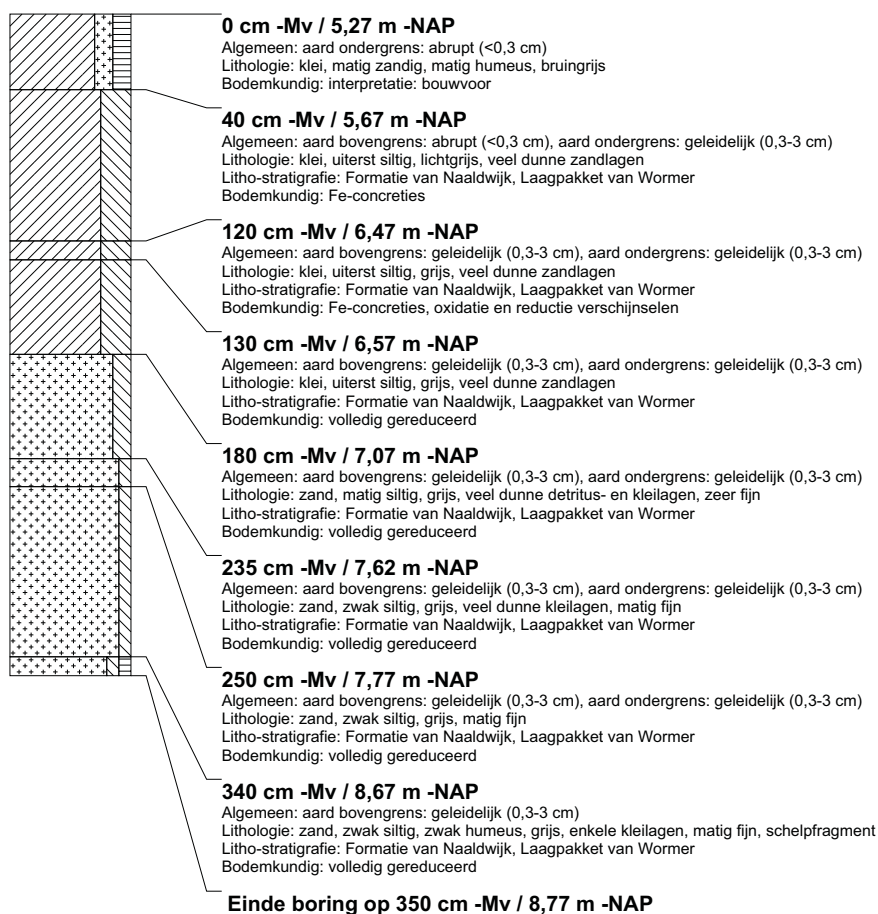 0 cm -Mv / 5,27 m -NAP
Algemeen: aard ondergrens: abrupt (<0,3 cm)
Lithologie: klei, matig zandig, matig humeus, bruingrijs
Bodemkundig: interpretatie: bouwvoor
40 cm -Mv / 5,67 m -NAP
Algemeen: aard bovengrens: abrupt (<0,3 cm), aard ondergrens: geleidelijk (0,3-3 cm)
Lithologie: klei, uiterst siltig, lichtgrijs, veel dunne zandlagen
Litho-stratigrafie: Formatie van Naaldwijk, Laagpakket van Wormer
Bodemkundig: Fe-concreties
120 cm -Mv / 6,47 m -NAP
Algemeen: aard bovengrens: geleidelijk (0,3-3 cm), aard ondergrens: geleidelijk (0,3-3 cm)
Lithologie: klei, uiterst siltig, grijs, veel dunne zandlagen
Litho-stratigrafie: Formatie van Naaldwijk, Laagpakket van Wormer
Bodemkundig: Fe-concreties, oxidatie en reductie verschijnselen
130 cm -Mv / 6,57 m -NAP
Algemeen: aard bovengrens: geleidelijk (0,3-3 cm), aard ondergrens: geleidelijk (0,3-3 cm)
Lithologie: klei, uiterst siltig, grijs, veel dunne zandlagen
Litho-stratigrafie: Formatie van Naaldwijk, Laagpakket van Wormer
Bodemkundig: volledig gereduceerd
180 cm -Mv / 7,07 m -NAP
Algemeen: aard bovengrens: geleidelijk (0,3-3 cm), aard ondergrens: geleidelijk (0,3-3 cm)
Lithologie: zand, matig siltig, grijs, veel dunne detritus- en kleilagen, zeer fijn
Litho-stratigrafie: Formatie van Naaldwijk, Laagpakket van Wormer
Bodemkundig: volledig gereduceerd
235 cm -Mv / 7,62 m -NAP
Algemeen: aard bovengrens: geleidelijk (0,3-3 cm), aard ondergrens: geleidelijk (0,3-3 cm)
Lithologie: zand, zwak siltig, grijs, veel dunne kleilagen, matig fijn
Litho-stratigrafie: Formatie van Naaldwijk, Laagpakket van Wormer
Bodemkundig: volledig gereduceerd
250 cm -Mv / 7,77 m -NAP
Algemeen: aard bovengrens: geleidelijk (0,3-3 cm), aard ondergrens: geleidelijk (0,3-3 cm)
Lithologie: zand, zwak siltig, grijs, matig fijn
Litho-stratigrafie: Formatie van Naaldwijk, Laagpakket van Wormer
Bodemkundig: volledig gereduceerd
340 cm -Mv / 8,67 m -NAP
Algemeen: aard bovengrens: geleidelijk (0,3-3 cm)
Lithologie: zand, zwak siltig, zwak humeus, grijs, enkele kleilagen, matig fijn, schelpfragment
Litho-stratigrafie: Formatie van Naaldwijk, Laagpakket van Wormer
Bodemkundig: volledig gereduceerd
Einde boring op 350 cm -Mv / 8,77 m -NAP